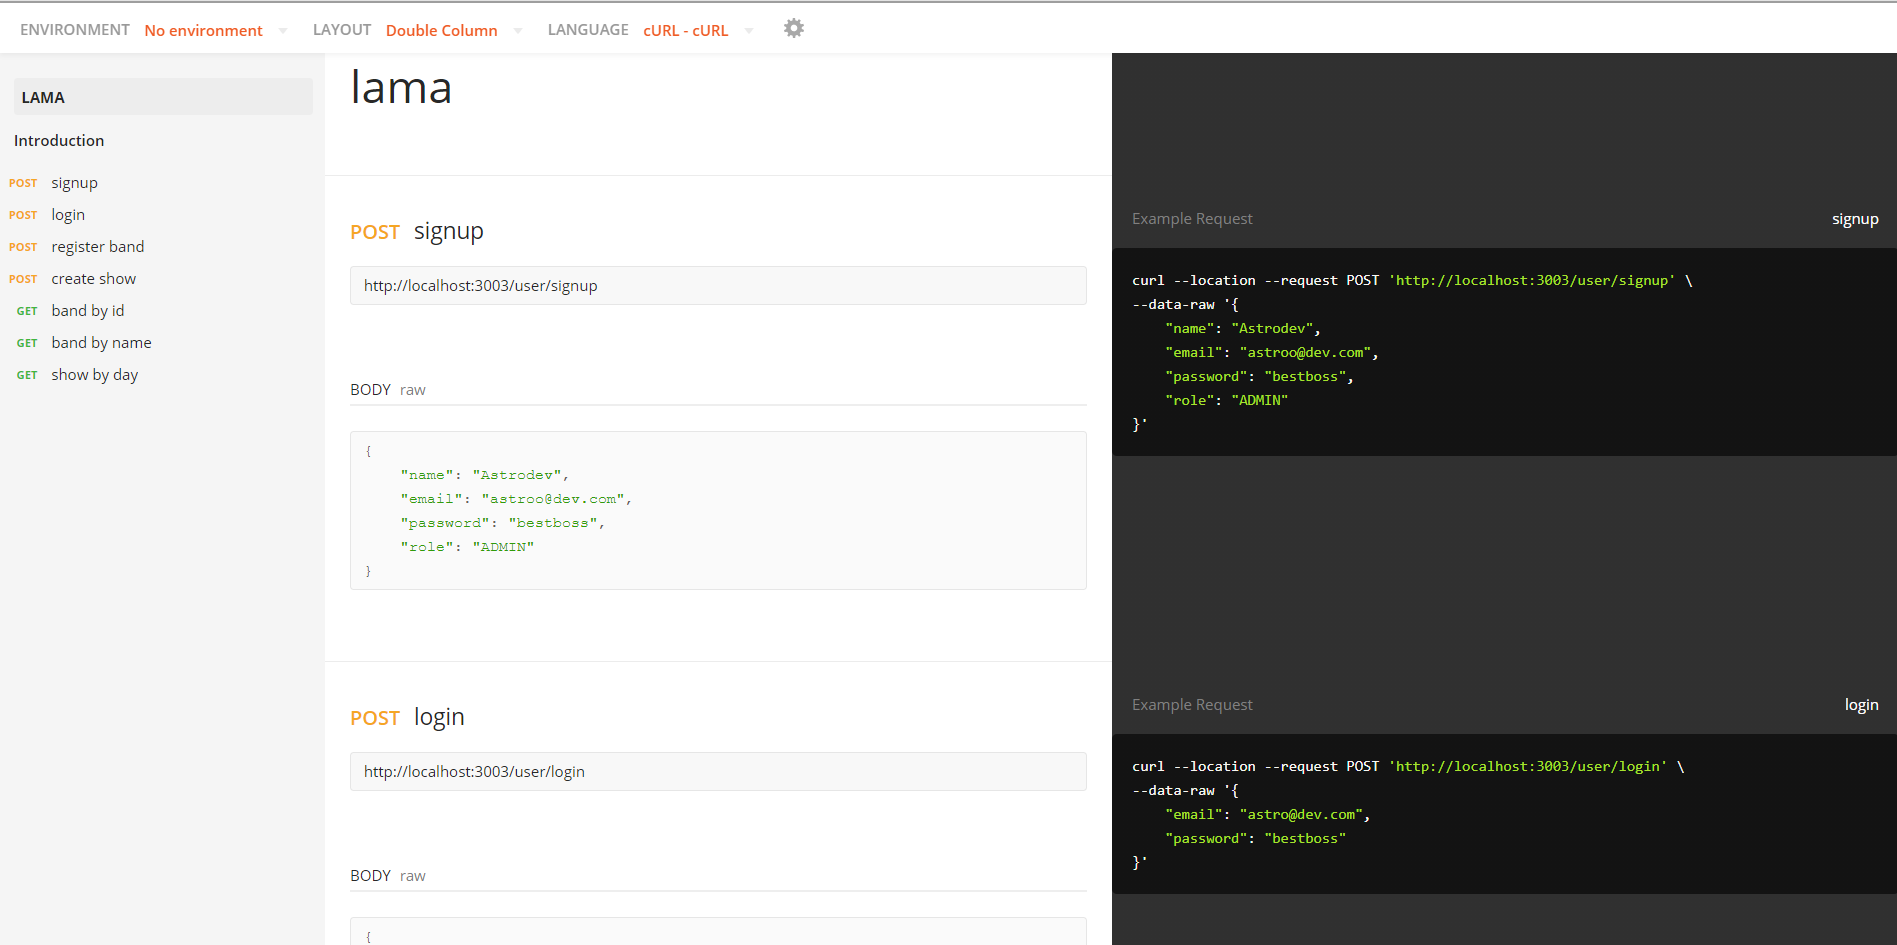 ENVIRONMENT No environment LAYOUT Double Column LANGUAGE cURL - cURL
LAMA
Introduction
POST signup
POST login
POST register band
POST create show
GET band by id
GET band by name
GET show by day
lama
POST signup
http://localhost:3003/user/signup
BODY raw
{
"name": "Astrodev",
"email": "astroo@dev.com",
"password": "bestboss",
"role": "ADMIN"
}
POST login
http://localhost:3003/user/login
BODY raw
{
Example Request signup
curl --location --request POST 'http://localhost:3003/user/signup' \
--data-raw '{
"name": "Astrodev",
"email": "astroo@dev.com",
"password": "bestboss",
"role": "ADMIN"
}'
Example Request login
curl --location --request POST 'http://localhost:3003/user/login' \
--data-raw '{
"email": "astro@dev.com",
"password": "bestboss"
}'